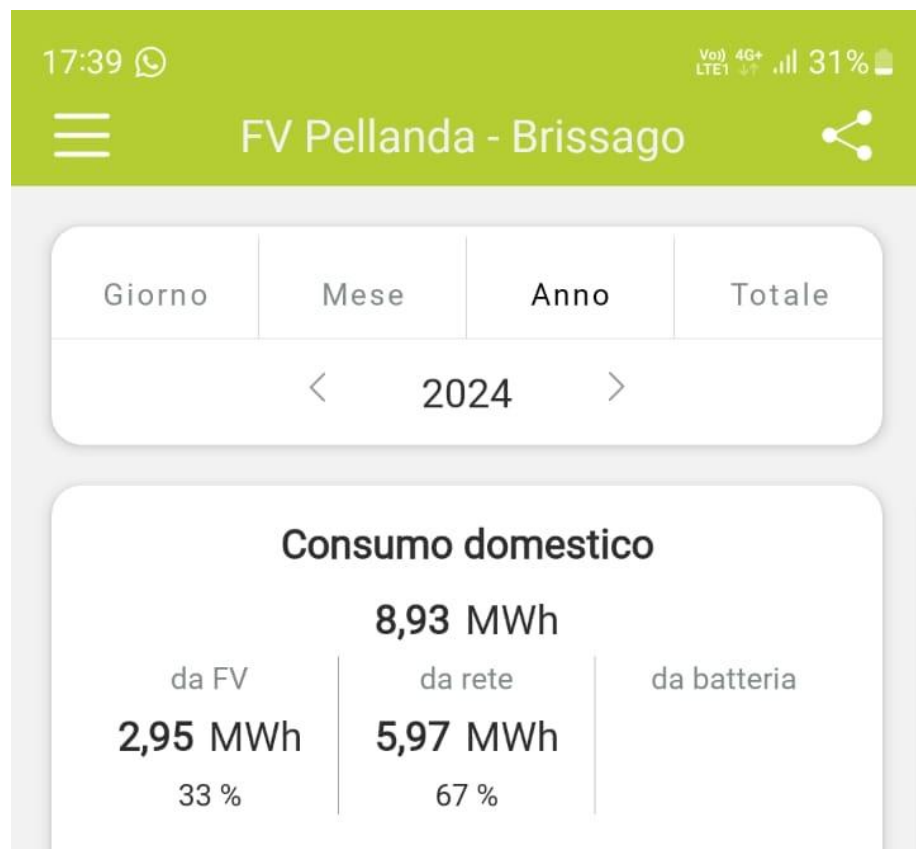 17:39 Vo)) LTE1 4G+ 31%
FV Pellanda - Brissago
Giorno Mese Anno Totale
< 2024 >
Consumo domestico
8,93 MWh
da FV da rete da batteria
2,95 MWh 5,97 MWh
33 % 67 %